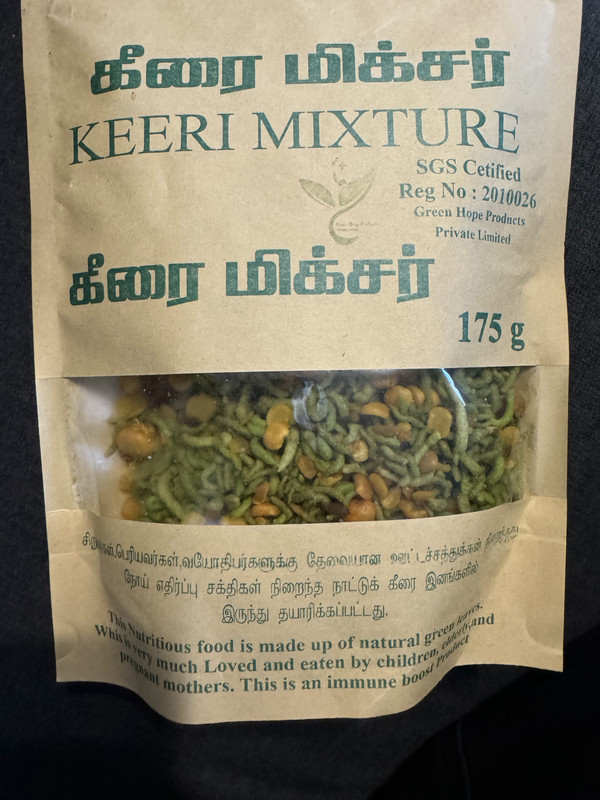 கீரை மிக்சர்
KEERI MIXTURE
SGS Cetified
Reg No : 2010026
Green Hope Products
Private Limited
கீரை மிக்சர்
175 g
பெரியவர்கள்,வயோதிபர்களுக்கு தேவையான ஊட்டச்சத்துக்கள்
நோய் எதிர்ப்பு சக்திகள் நிறைந்த நாட்டுக் கீரை இனங்களில்
இருந்து தயாரிக்கப்பட்டது.
This Nutritious food is made up of natural green leaves.
Whis is very much Loved and eaten by children, elderly,and
pregnant mothers. This is an immune boost Product